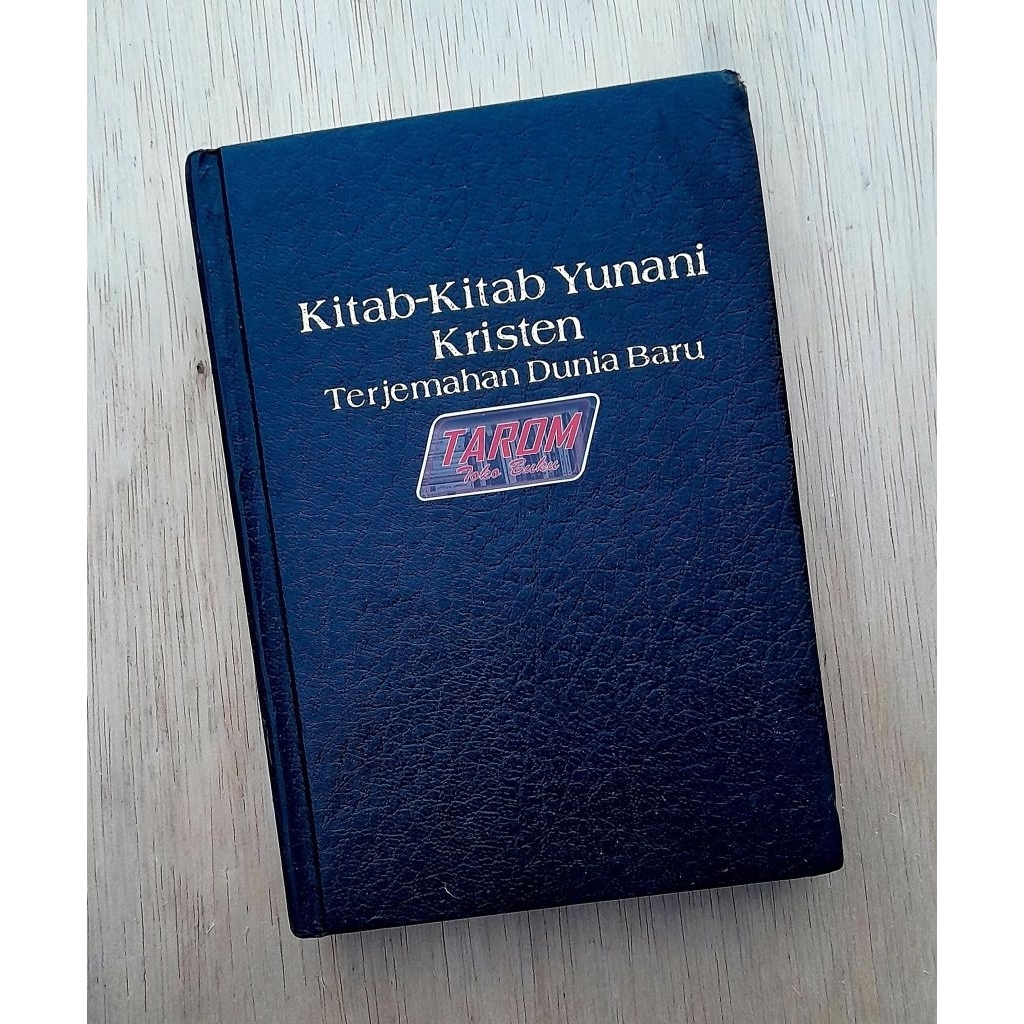 Kitab-Kitab Yunani
Kristen
Terjemahan Dunia Baru
TAROM
Toko Buku